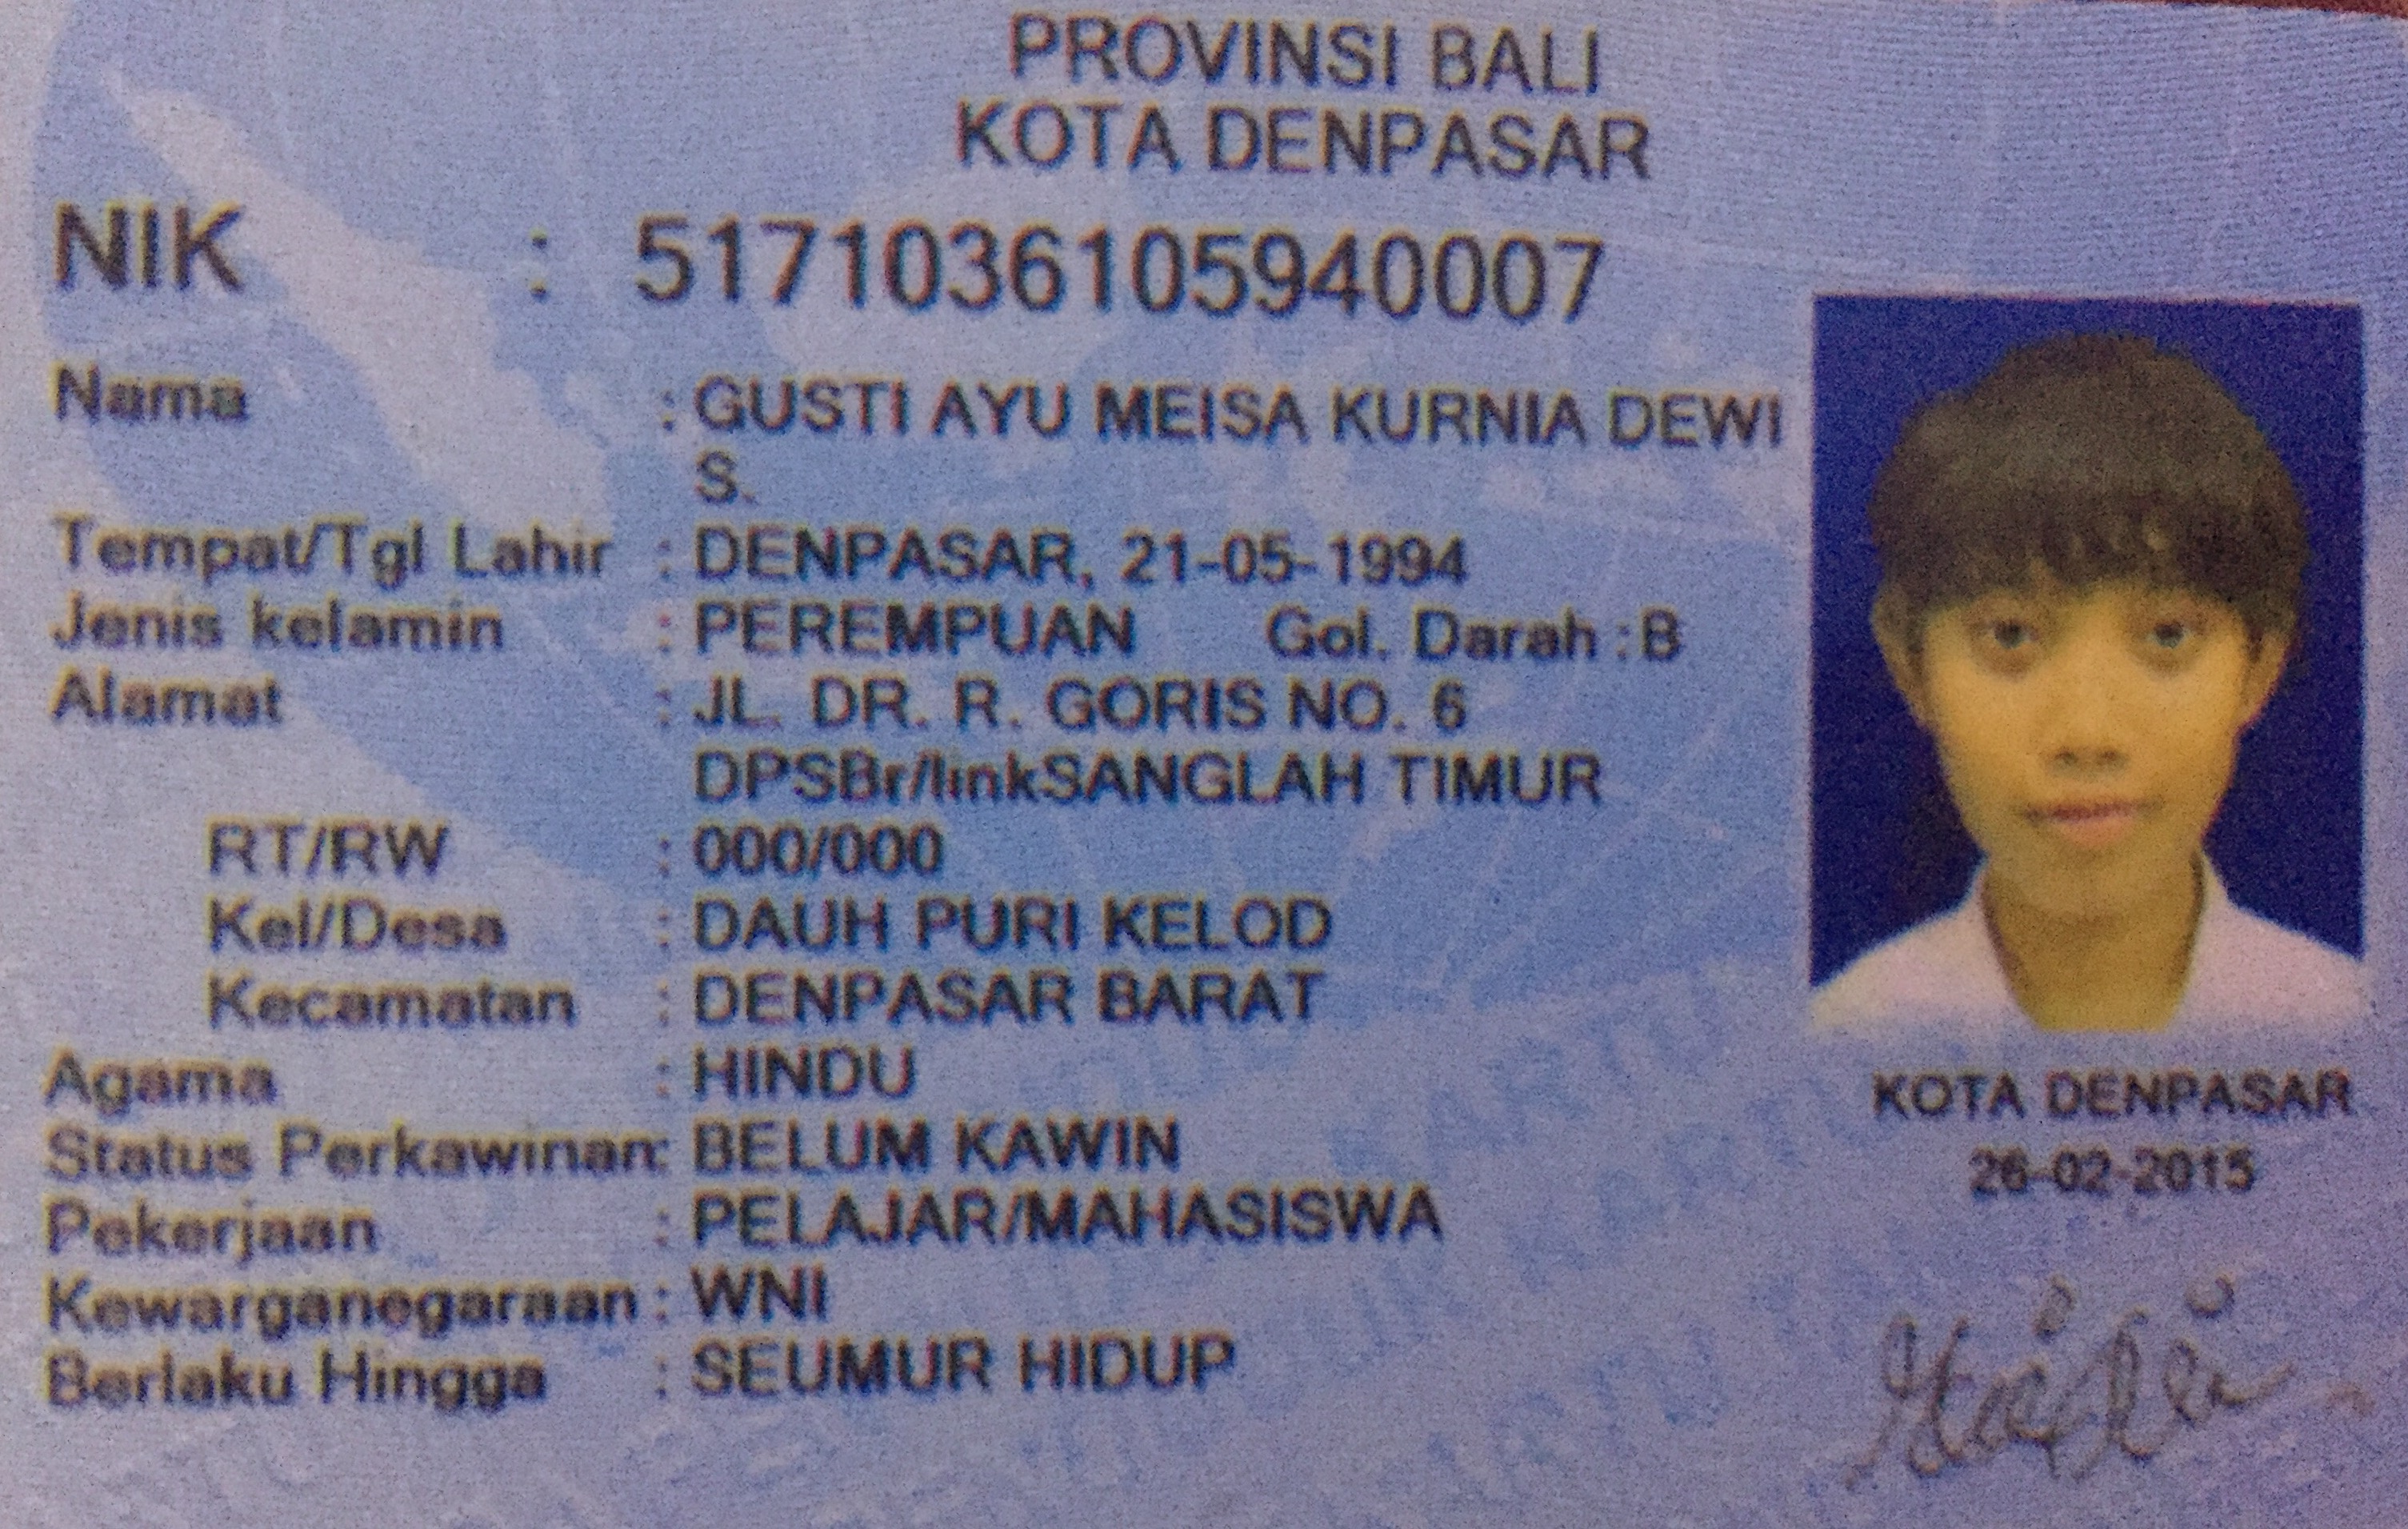 PROVINSI BALI
KOTA DENPASAR
NIK : 5171036105940007
Nama : GUSTI AYU MEISA KURNIA DEWI
S.
Tempat/Tgl Lahir : DENPASAR, 21-05-1994
Jenis kelamin : PEREMPUAN Gol. Darah : B
Alamat : JL. DR. R. GORIS NO. 6
DPSBr/linkSANGLAH TIMUR
RT/RW : 000/000
Kel/Desa : DAUH PURI KELOD
Kecamatan : DENPASAR BARAT
Agama : HINDU
Status Perkawinan: BELUM KAWIN
Pekerjaan : PELAJAR/MAHASISWA
Kewarganegaraan : WNI
Berlaku Hingga : SEUMUR HIDUP
KOTA DENPASAR
26-02-2015